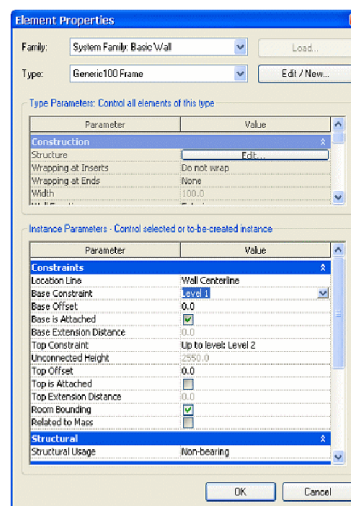 Element Properties
Family: System Family: Basic Wall Load...
Type: Generic100 Frame Edit / New...
Type Parameters: Control all elements of this type
Parameter Value
Construction
Structure Edit...
Wrapping at Inserts Do not wrap
Wrapping at Ends None
Width 100.0
Instance Parameters - Control selected or to-be-created instance
Parameter Value
Constraints
Location Line Wall Centerline
Base Constraint Level 1
Base Offset 0.0
Base is Attached
Base Extension Distance 0.0
Top Constraint Up to level: Level 2
Unconnected Height 2550.0
Top Offset 0.0
Top is Attached
Top Extension Distance 0.0
Room Bounding
Related to Mass
Structural
Structural Usage Non-bearing
OK Cancel